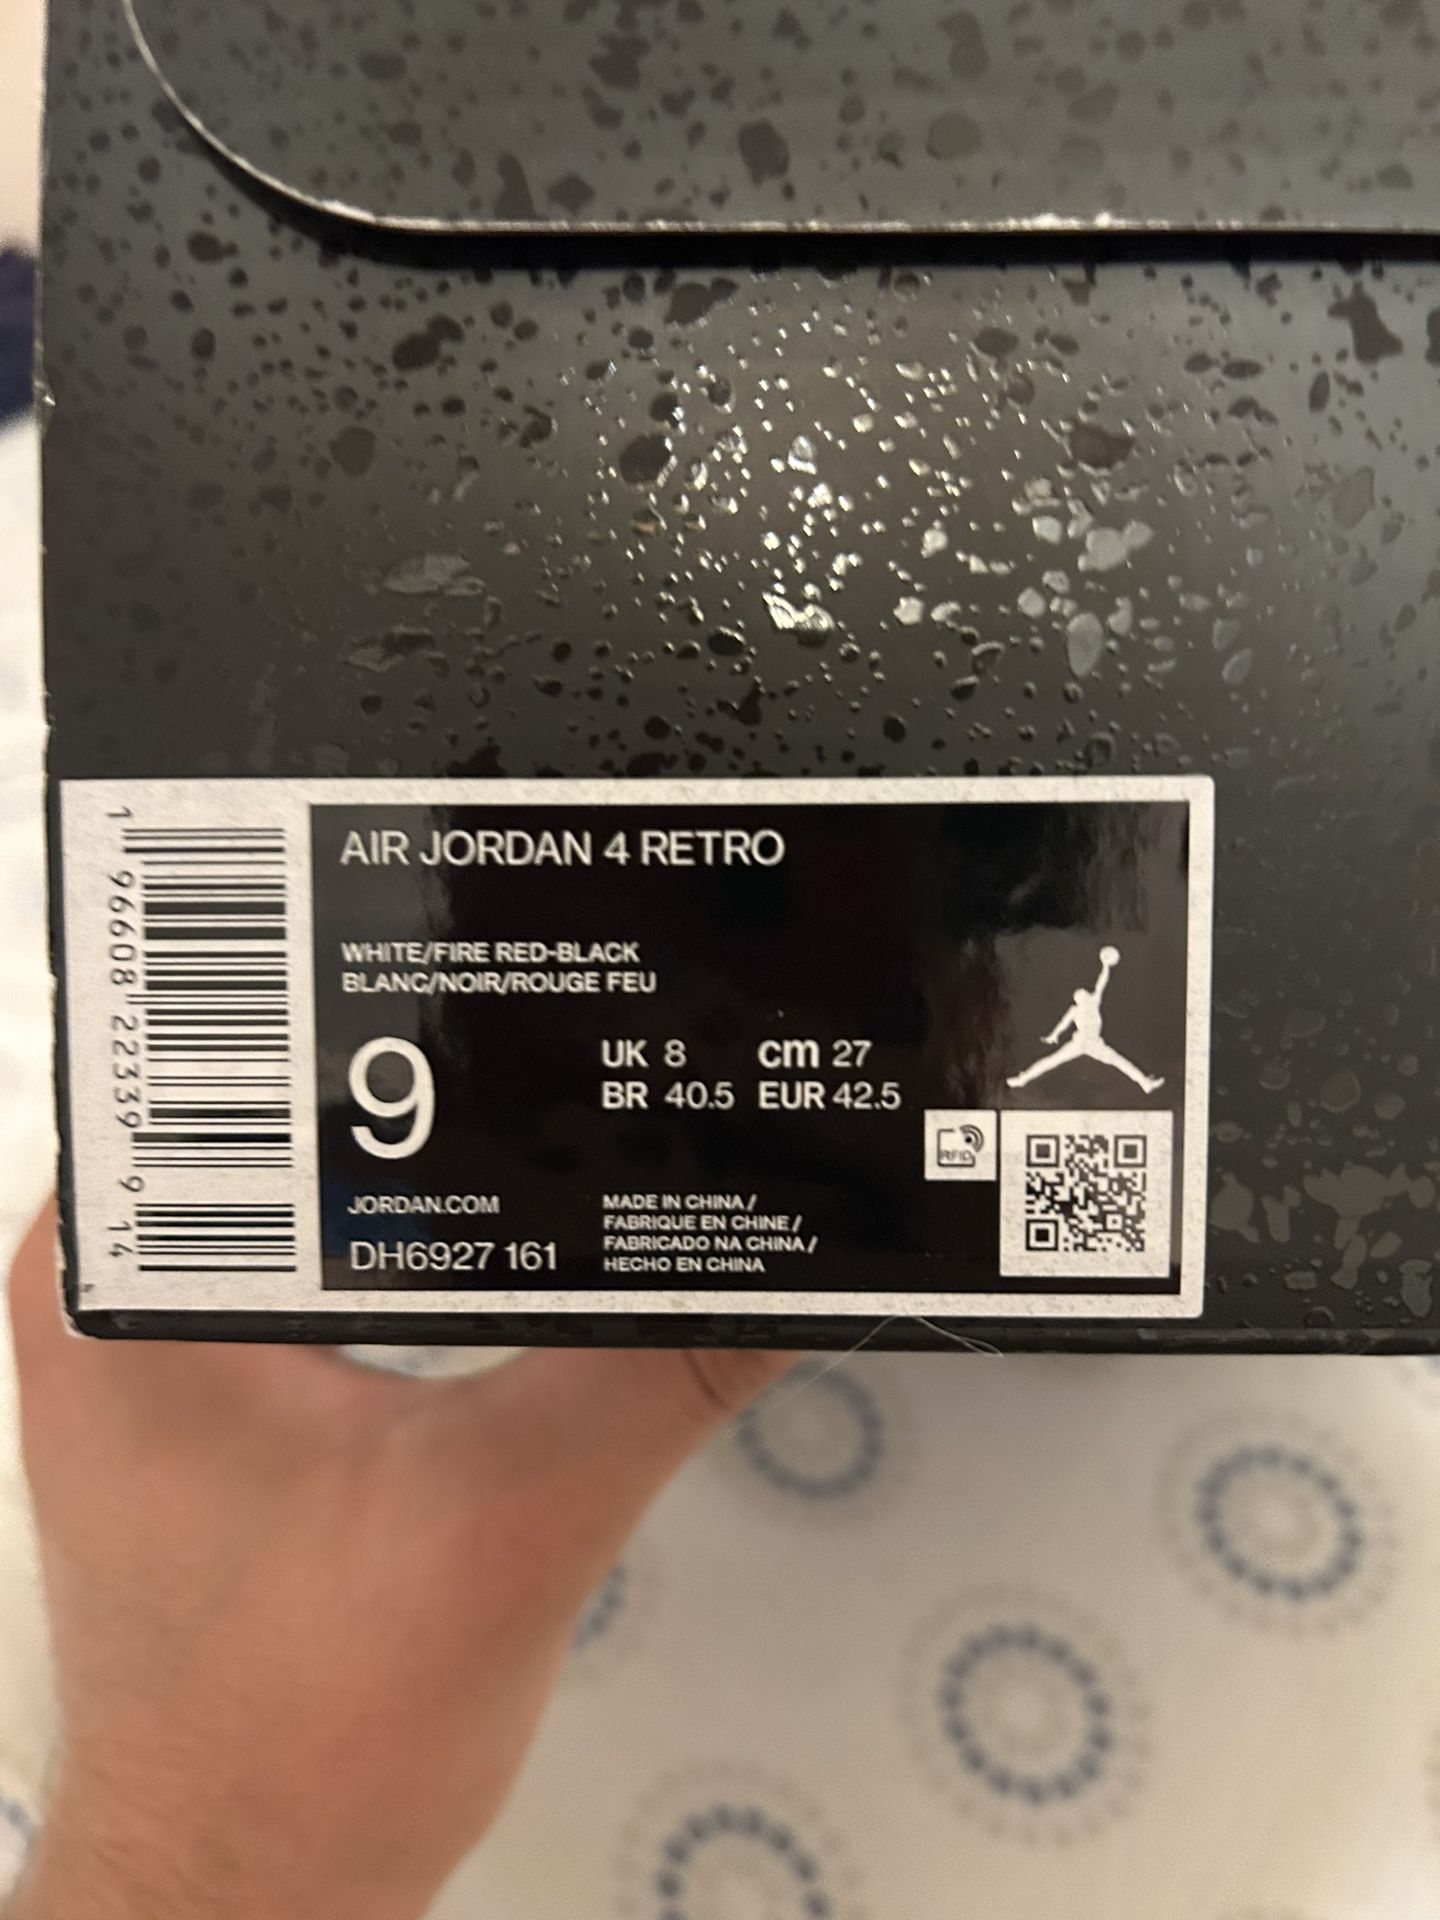 AIR JORDAN 4 RETRO
WHITE/FIRE RED-BLACK
BLANC/NOIR/ROUGE FEU
9
UK 8 cm 27
BR 40.5 EUR 42.5
RFID
JORDAN.COM
DH6927 161
MADE IN CHINA /
FABRIQUE EN CHINE /
FABRICADO NA CHINA /
HECHO EN CHINA
1 96608 22339 9 14